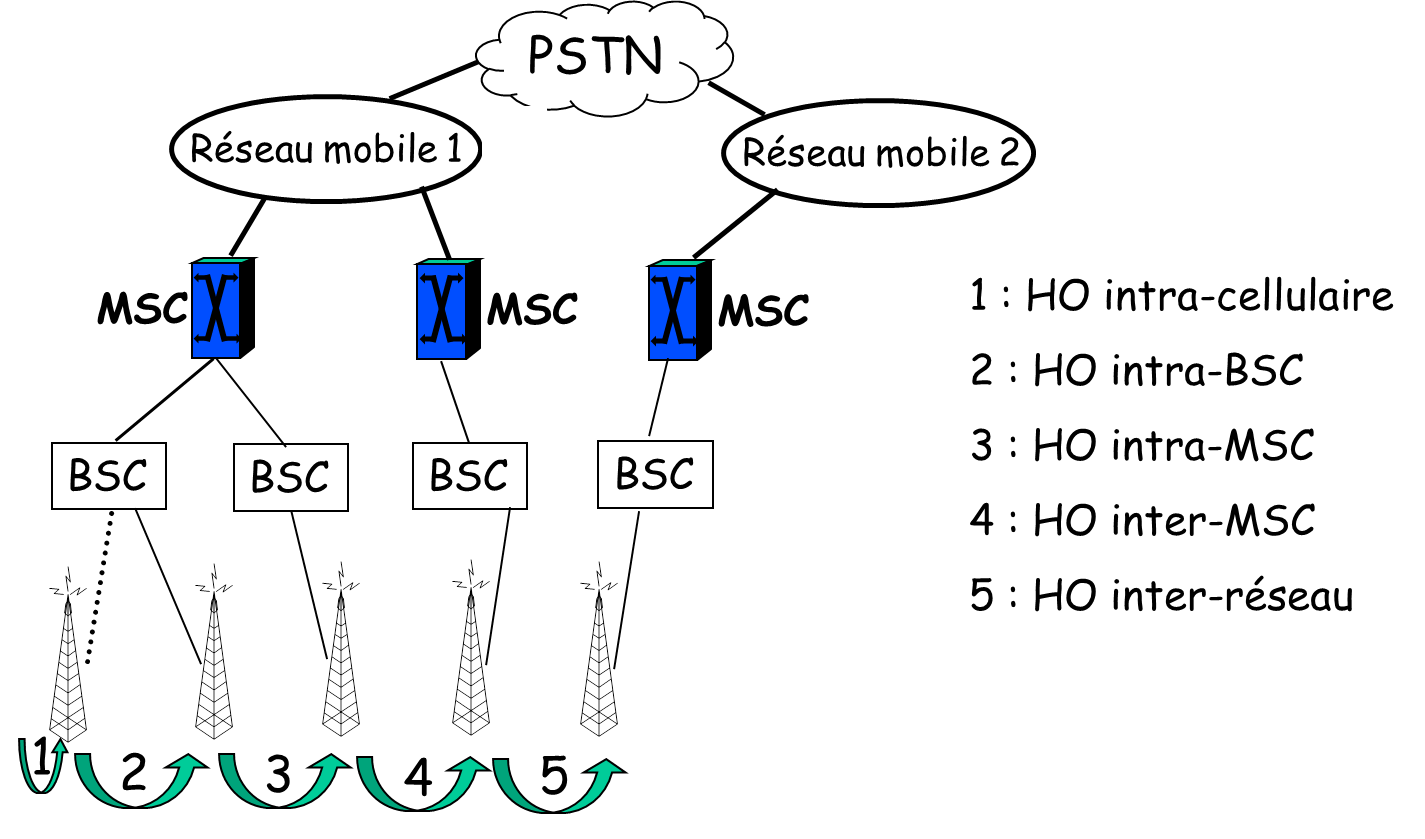 PSTN
Réseau mobile 1
Réseau mobile 2
MSC
MSC
MSC
1 : HO intra-cellulaire
2 : HO intra-BSC
3 : HO intra-MSC
4 : HO inter-MSC
5 : HO inter-réseau
BSC
BSC
BSC
BSC
1
2
3
4
5